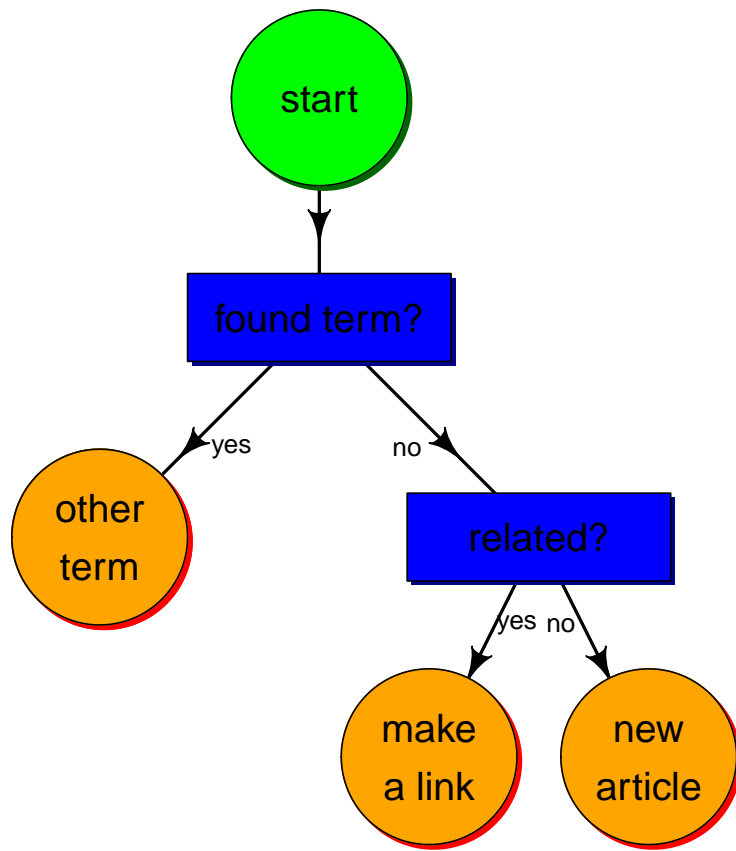 start
found term?
yes
no
other
term
related?
yes
no
make
a link
new
article